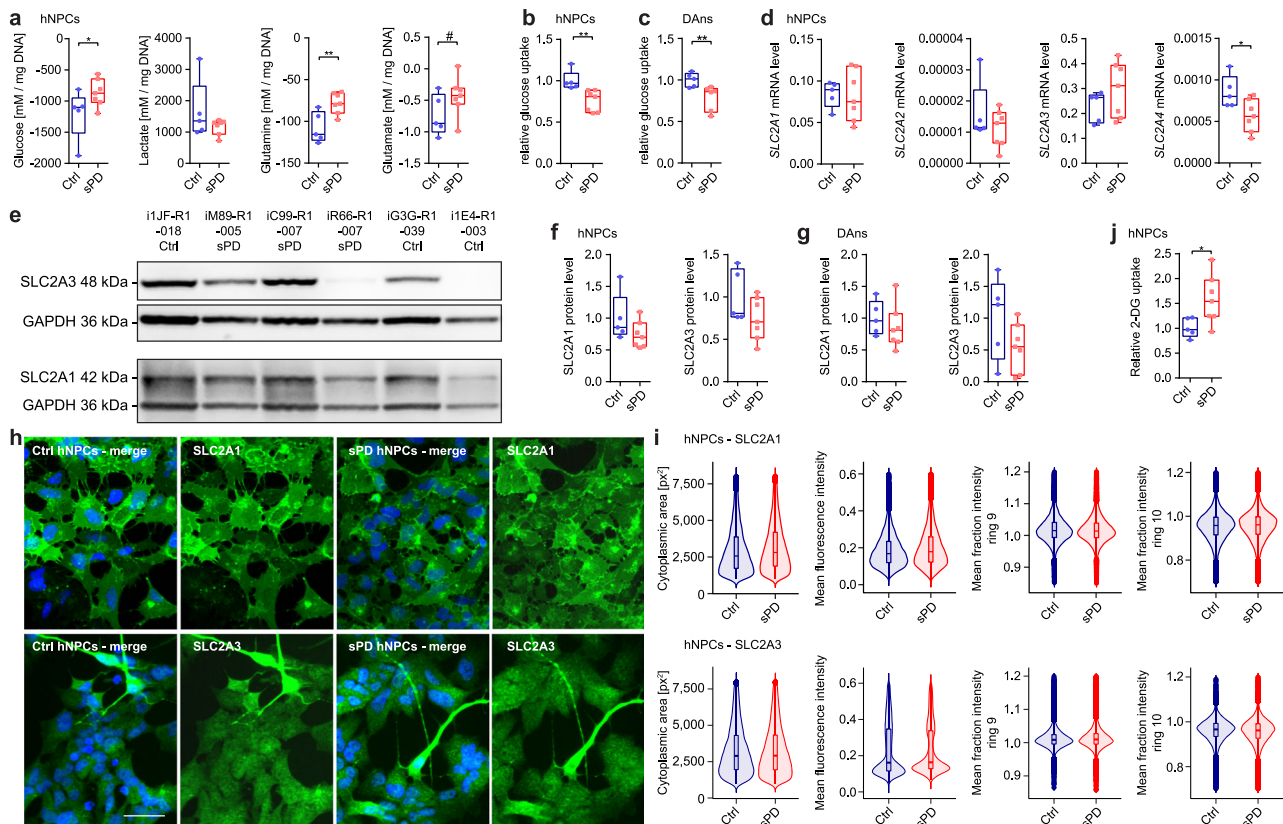 a hNPCs
Glucose [mM / mg DNA]
0
−500
−1000
−1500
−2000
*
Ctrl
sPD
Lactate [mM / mg DNA]
4000
3000
2000
1000
0
Ctrl
sPD
Glutamine [mM / mg DNA]
0
−50
−100
−150
**
Ctrl
sPD
Glutamate [mM / mg DNA]
0.5
0.0
−0.5
−1.0
−1.5
#
Ctrl
sPD
b hNPCs
relative glucose uptake
1.5
1.0
0.5
0.0
**
Ctrl
sPD
c DAns
relative glucose uptake
1.5
1.0
0.5
0.0
**
Ctrl
sPD
d
SLC2A1 mRNA level
0.15
0.10
0.05
0.00
Ctrl
sPD
SLC2A2 mRNA level
0.00004
0.00003
0.00002
0.00001
0.00000
Ctrl
sPD
SLC2A3 mRNA level
0.5
0.4
0.3
0.2
0.1
0.0
Ctrl
sPD
SLC2A4 mRNA level
0.0015
0.0010
0.0005
0.0000
*
Ctrl
sPD
e
i1JF-R1 iM89-R1 iC99-R1 iR66-R1 iG3G-R1 i1E4-R1
-018 -005 -007 -007 -039 -003
Ctrl sPD sPD sPD Ctrl Ctrl
SLC2A3 48 kDa
GAPDH 36 kDa
SLC2A1 42 kDa
GAPDH 36 kDa
f hNPCs
SLC2A1 protein level
2.0
1.5
1.0
0.5
0.0
Ctrl
sPD
SLC2A3 protein level
1.5
1.0
0.5
0.0
Ctrl
sPD
g DAns
SLC2A1 protein level
2.0
1.5
1.0
0.5
0.0
Ctrl
sPD
SLC2A3 protein level
2.0
1.5
1.0
0.5
0.0
Ctrl
sPD
j hNPCs
Relative 2-DG uptake
2.5
2.0
1.5
1.0
0.5
0.0
*
Ctrl
sPD
h
Ctrl hNPCs - merge
SLC2A1
sPD hNPCs - merge
SLC2A1
Ctrl hNPCs - merge
SLC2A3
sPD hNPCs - merge
SLC2A3
i
hNPCs - SLC2A1
Cytoplasmic area [px²]
7,500
5,000
2,500
0
Ctrl
sPD
Mean fluorescence intensity
0.6
0.4
0.2
0.0
Ctrl
sPD
Mean fraction intensity
ring 9
1.2
1.1
1.0
0.9
Ctrl
sPD
Mean fraction intensity
ring 10
1.2
1.0
0.8
Ctrl
sPD
hNPCs - SLC2A3
Cytoplasmic area [px²]
7,500
5,000
2,500
0
Ctrl
sPD
Mean fluorescence intensity
0.6
0.4
0.2
0.0
Ctrl
sPD
Mean fraction intensity
ring 9
1.2
1.1
1.0
0.9
Ctrl
sPD
Mean fraction intensity
ring 10
1.2
1.0
0.8
Ctrl
sPD